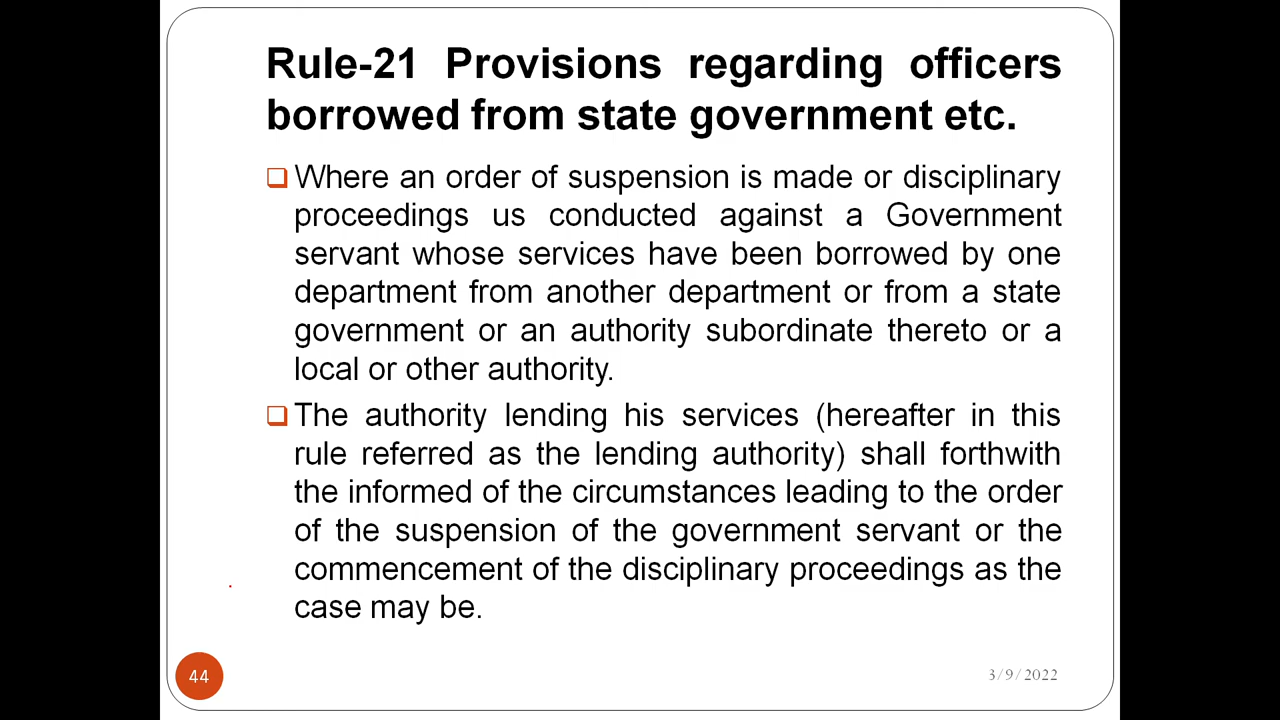 Rule-21 Provisions regarding officers
borrowed from state government etc.
Where an order of suspension is made or disciplinary
proceedings us conducted against a Government
servant whose services have been borrowed by one
department from another department or from a state
government or an authority subordinate thereto or a
local or other authority.
The authority lending his services (hereafter in this
rule referred as the lending authority) shall forthwith
the informed of the circumstances leading to the order
of the suspension of the government servant or the
commencement of the disciplinary proceedings as the
case may be.
44
3/9/2022